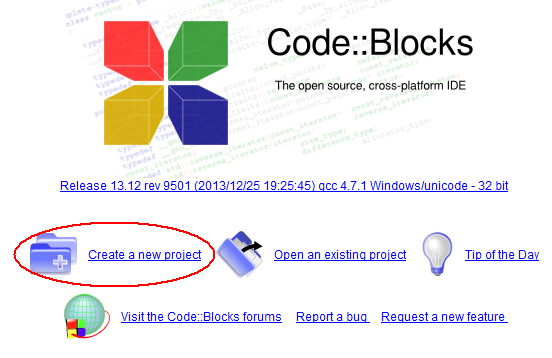 Code::Blocks
The open source, cross-platform IDE
Release 13.12 rev 9501 (2013/12/25 19:25:45) gcc 4.7.1 Windows/unicode - 32 bit
Create a new project Open an existing project Tip of the Day
Visit the Code::Blocks forums Report a bug Request a new feature